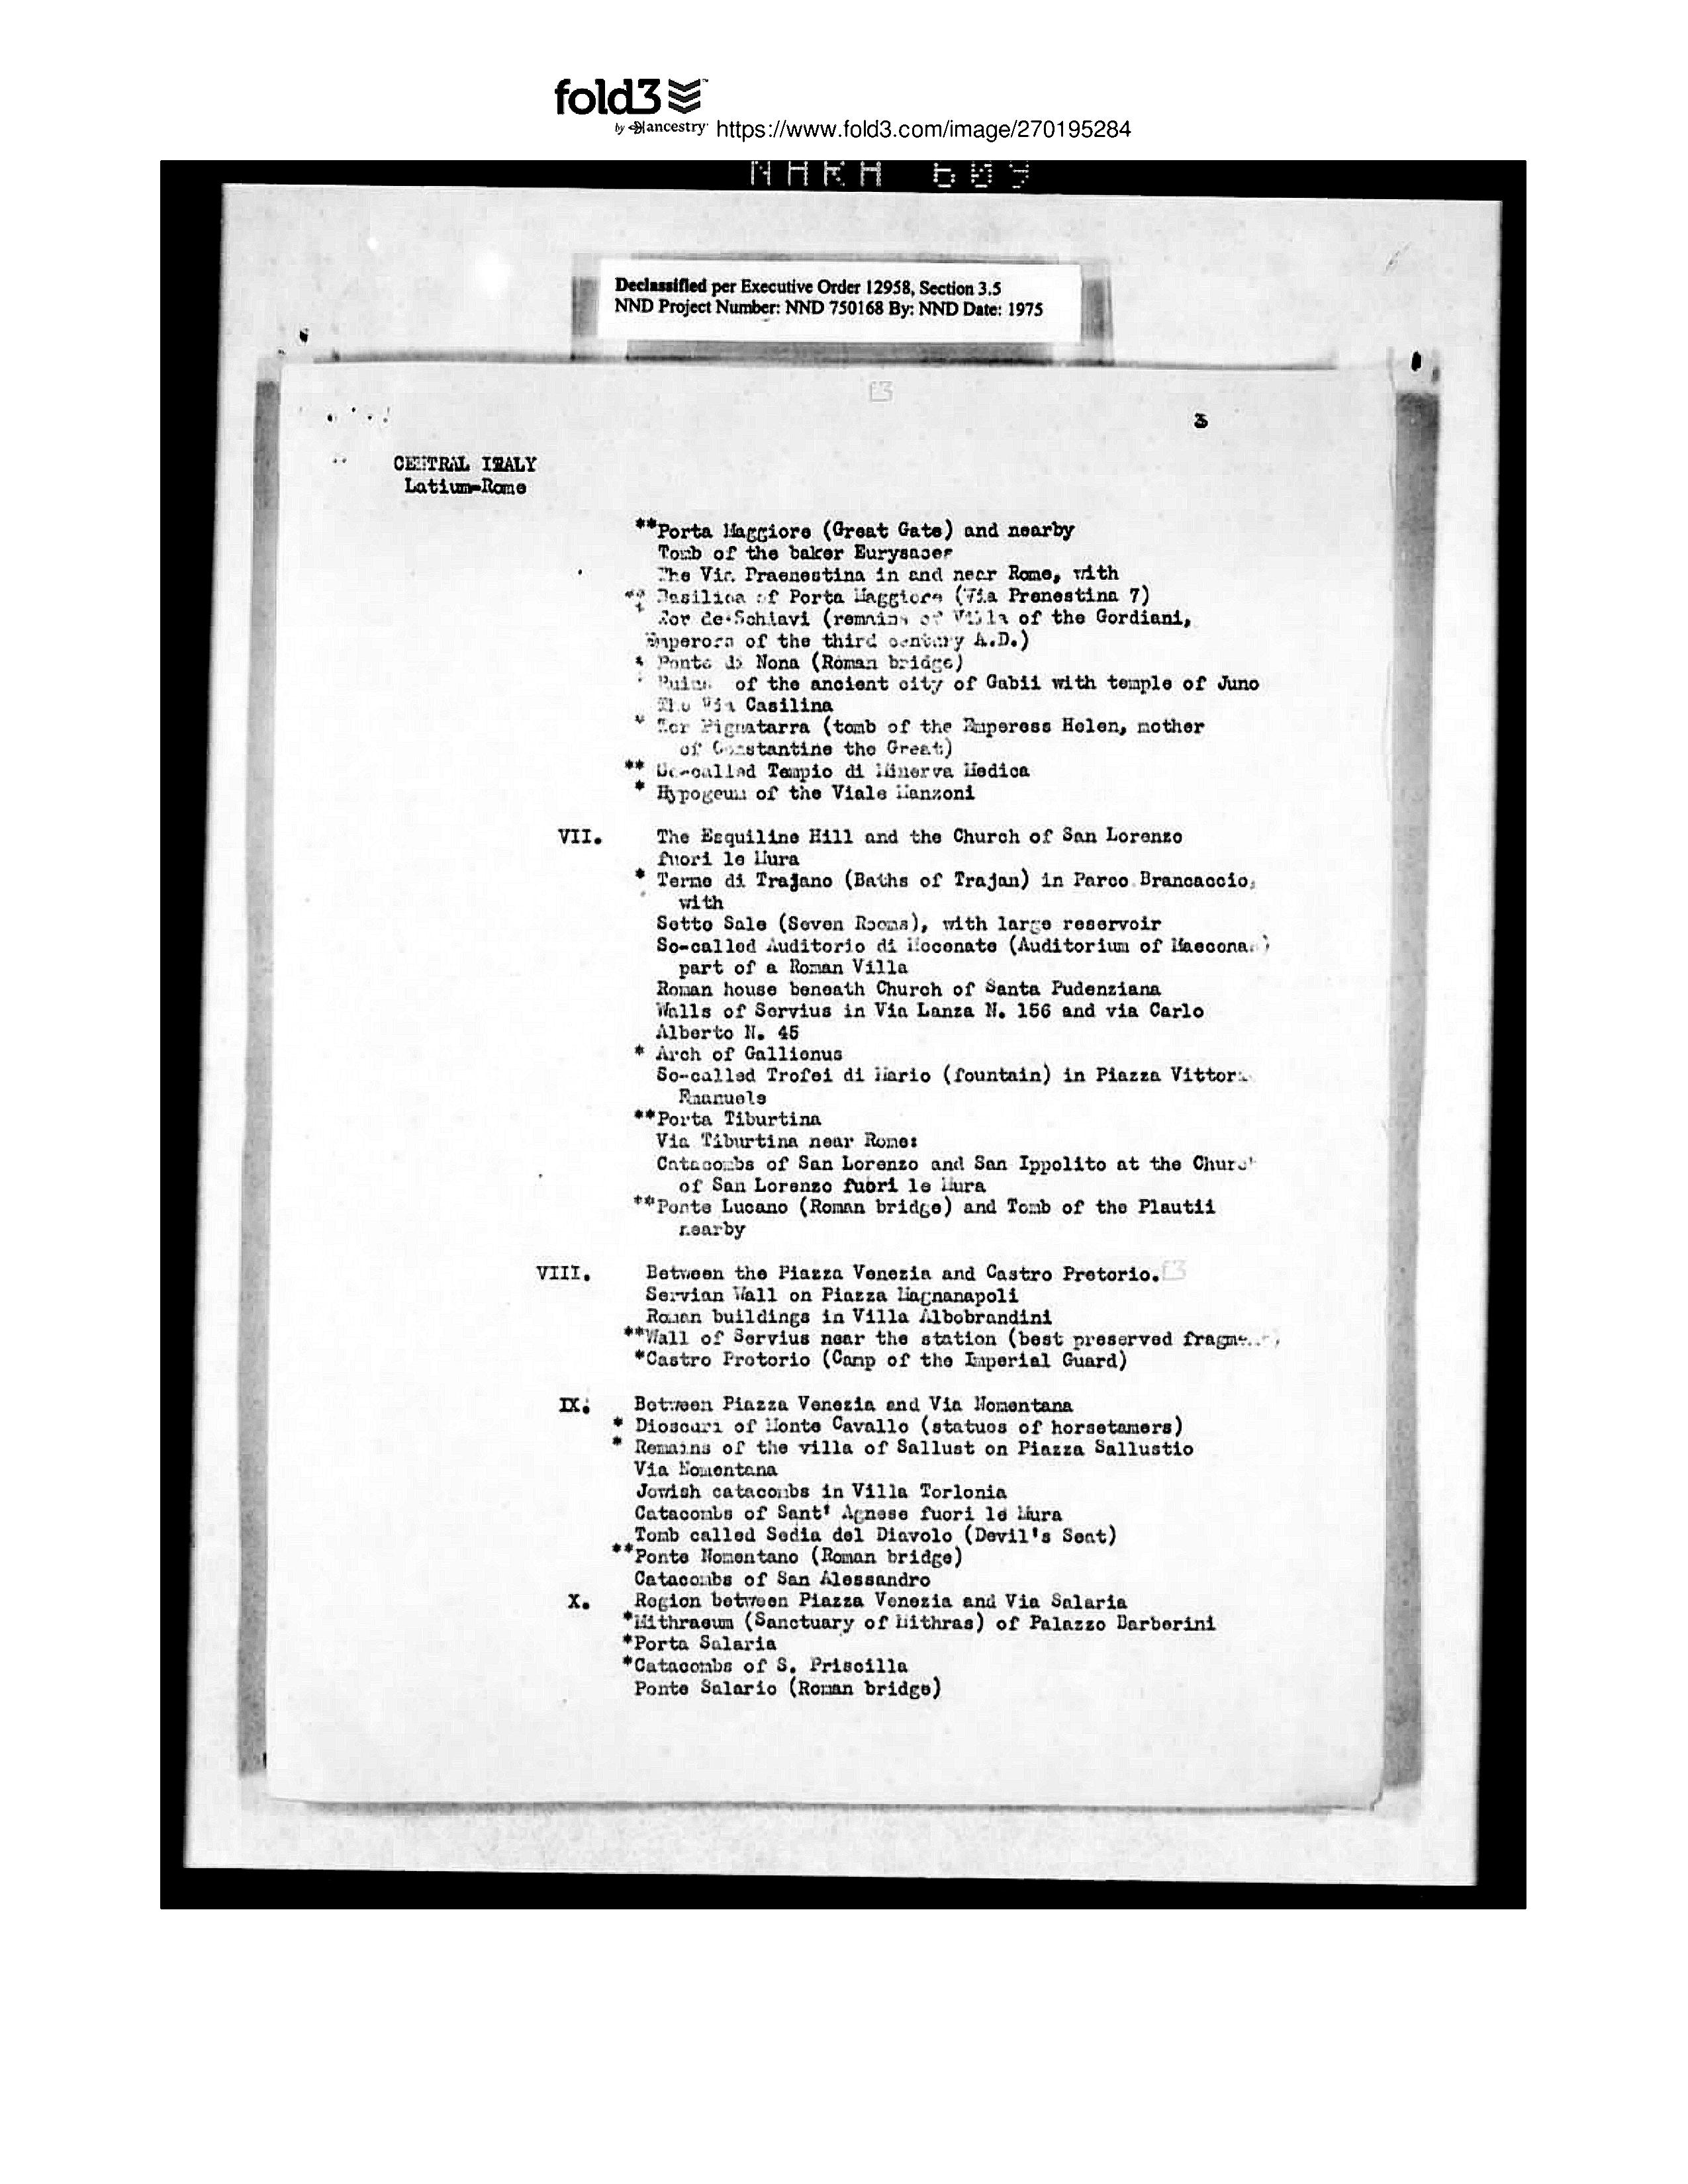 fold3
by ancestry https://www.fold3.com/image/270195284
NARA 609
Declassified per Executive Order 12958, Section 3.5
NND Project Number: NND 750168 By: NND Date: 1975
3
CENTRAL ITALY
Latium-Rome
**Porta Maggiore (Great Gate) and nearby
Tomb of the baker Eurysaces
The Via Praenestina in and near Rome, with
** Basilica of Porta Maggiore (Via Prenestina 7)
* Tor de'Schiavi (remains of Villa of the Gordiani,
Emperors of the third century A.D.)
* Ponte di Nona (Roman bridge)
* Ruins of the ancient city of Gabii with temple of Juno
The Via Casilina
* Tor Pignatarra (tomb of the Emperess Helen, mother
of Constantine the Great)
** So-called Tempio di Minerva Medica
* Hypogeum of the Viale Manzoni
VII. The Esquiline Hill and the Church of San Lorenzo
fuori le Mura
* Terme di Trajano (Baths of Trajan) in Parco Brancaccio,
with
Sette Sale (Seven Rooms), with large reservoir
So-called Auditorio di Mecenate (Auditorium of
part of a Roman Villa
Roman house beneath Church of Santa Pudenziana
Walls of Servius in Via Lanza N. 156 and via Carlo
Alberto N. 45
* Arch of Gallienus
So-called Trofei di Mario (fountain) in Piazza
Emanuele
**Porta Tiburtina
Via Tiburtina near Rome:
Catacombs of San Lorenzo and San Ippolito at the Church
of San Lorenzo fuori le Mura
**Ponte Lucano (Roman bridge) and Tomb of the Plautii
nearby
VIII. Between the Piazza Venezia and Castro Pretorio.
Servian Wall on Piazza Magnanapoli
Roman buildings in Villa Albobrandini
**Wall of Servius near the station (best preserved
*Castro Pretorio (Camp of the Imperial Guard)
IX. Between Piazza Venezia and Via Nomentana
* Dioscuri of Monte Cavallo (statues of horsetamers)
* Remains of the villa of Sallust on Piazza Sallustio
Via Nomentana
Jewish catacombs in Villa Torlonia
Catacombs of Sant' Agnese fuori le Mura
Tomb called Sedia del Diavolo (Devil's Seat)
**Ponte Nomentano (Roman bridge)
Catacombs of San Alessandro
X. Region between Piazza Venezia and Via Salaria
*Mithraeum (Sanctuary of Mithras) of Palazzo Barberini
*Porta Salaria
*Catacombs of S. Priscilla
Ponte Salario (Roman bridge)